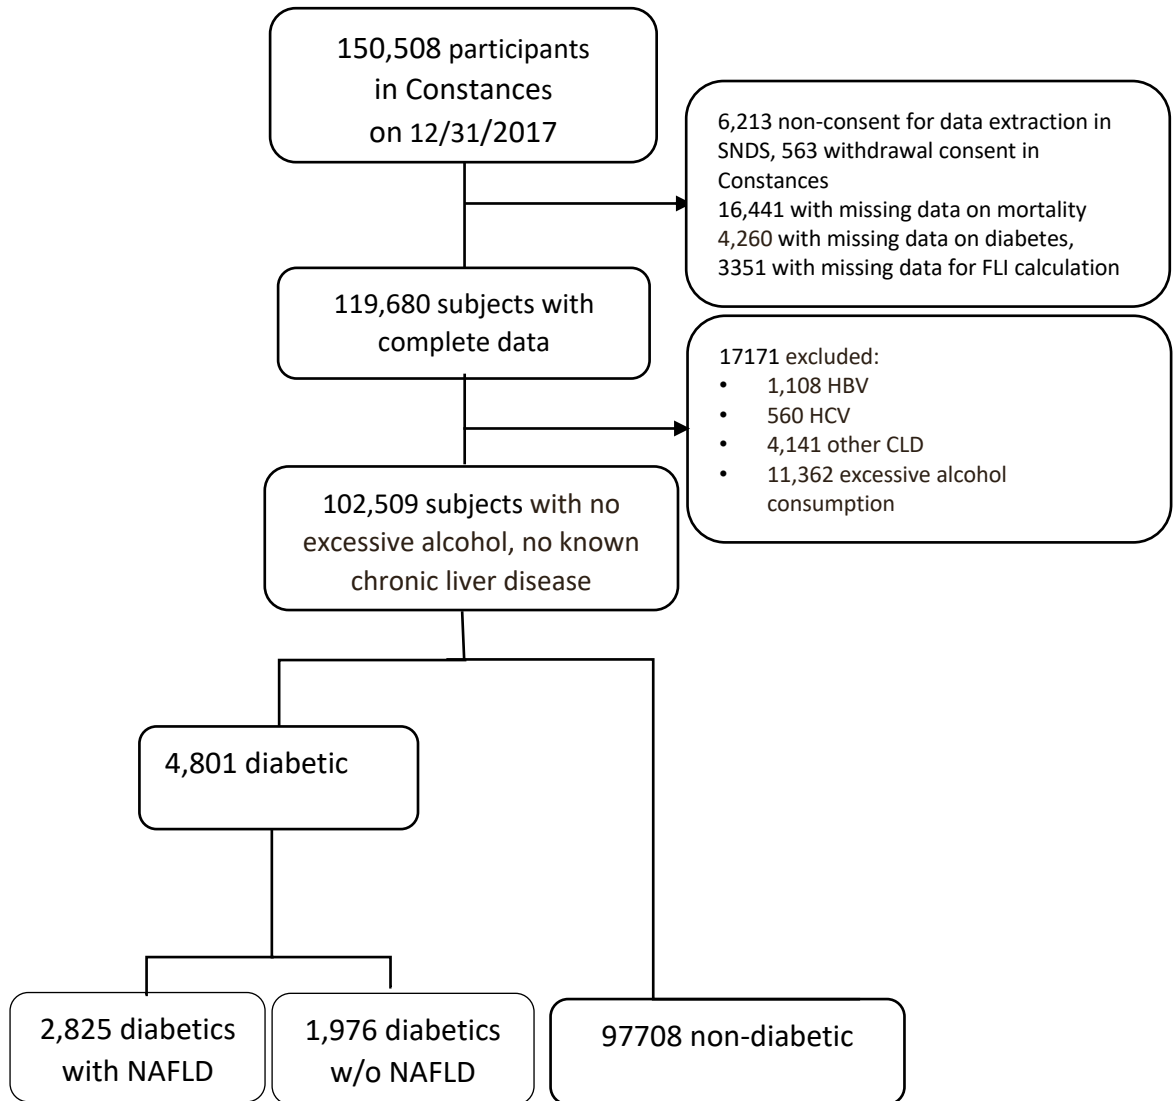 150,508 participants
in Constances
on 12/31/2017
6,213 non-consent for data extraction in
SNDS, 563 withdrawal consent in
Constances
16,441 with missing data on mortality
4,260 with missing data on diabetes,
3351 with missing data for FLI calculation
119,680 subjects with
complete data
17171 excluded:
• 1,108 HBV
• 560 HCV
• 4,141 other CLD
• 11,362 excessive alcohol
consumption
102,509 subjects with no
excessive alcohol, no known
chronic liver disease
4,801 diabetic
2,825 diabetics
with NAFLD
1,976 diabetics
w/o NAFLD
97708 non-diabetic